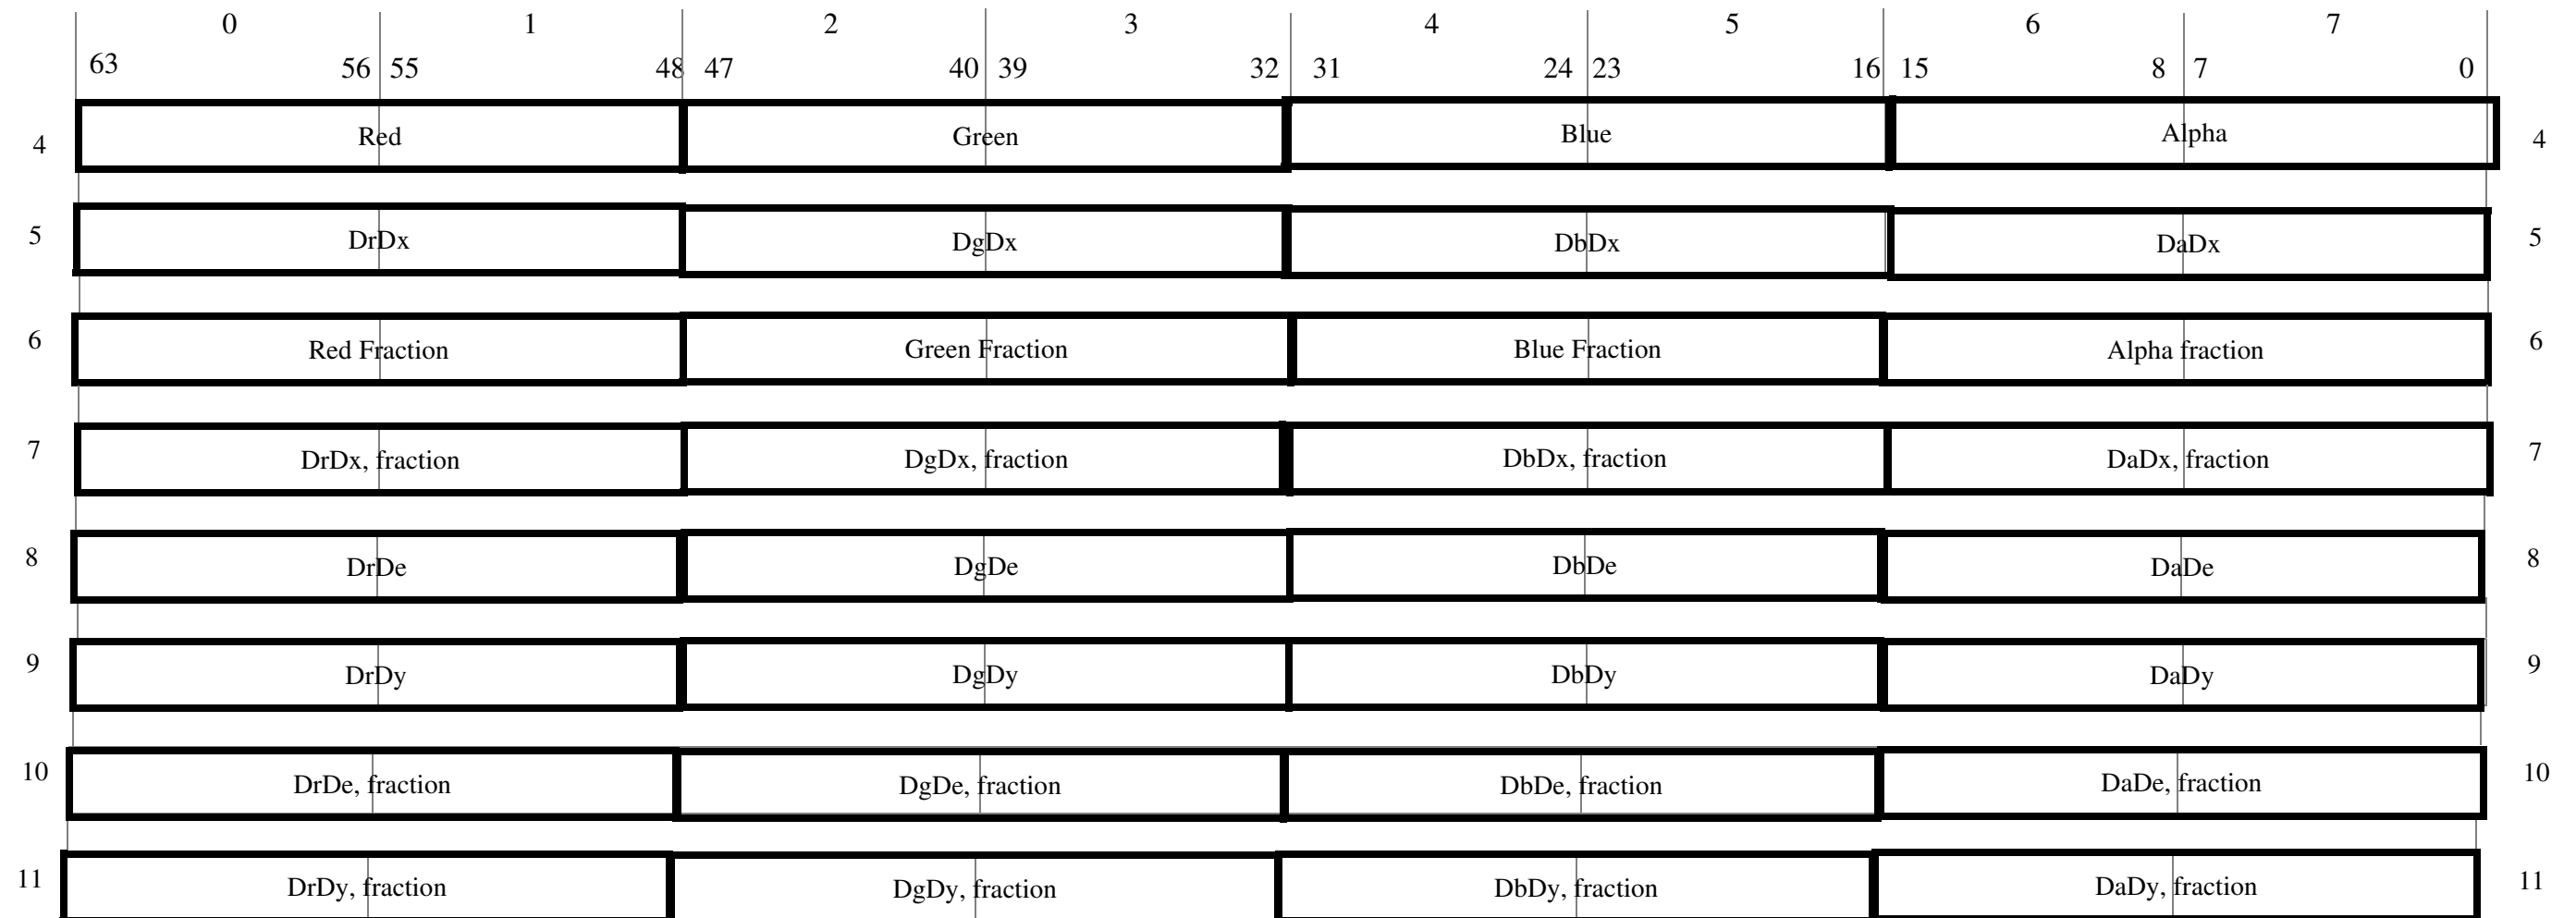 0 1 2 3 4 5 6 7
63 56 55 48 47 40 39 32 31 24 23 16 15 8 7 0
4 Red Green Blue Alpha 4
5 DrDx DgDx DbDx DaDx 5
6 Red Fraction Green Fraction Blue Fraction Alpha fraction 6
7 DrDx, fraction DgDx, fraction DbDx, fraction DaDx, fraction 7
8 DrDe DgDe DbDe DaDe 8
9 DrDy DgDy DbDy DaDy 9
10 DrDe, fraction DgDe, fraction DbDe, fraction DaDe, fraction 10
11 DrDy, fraction DgDy, fraction DbDy, fraction DaDy, fraction 11